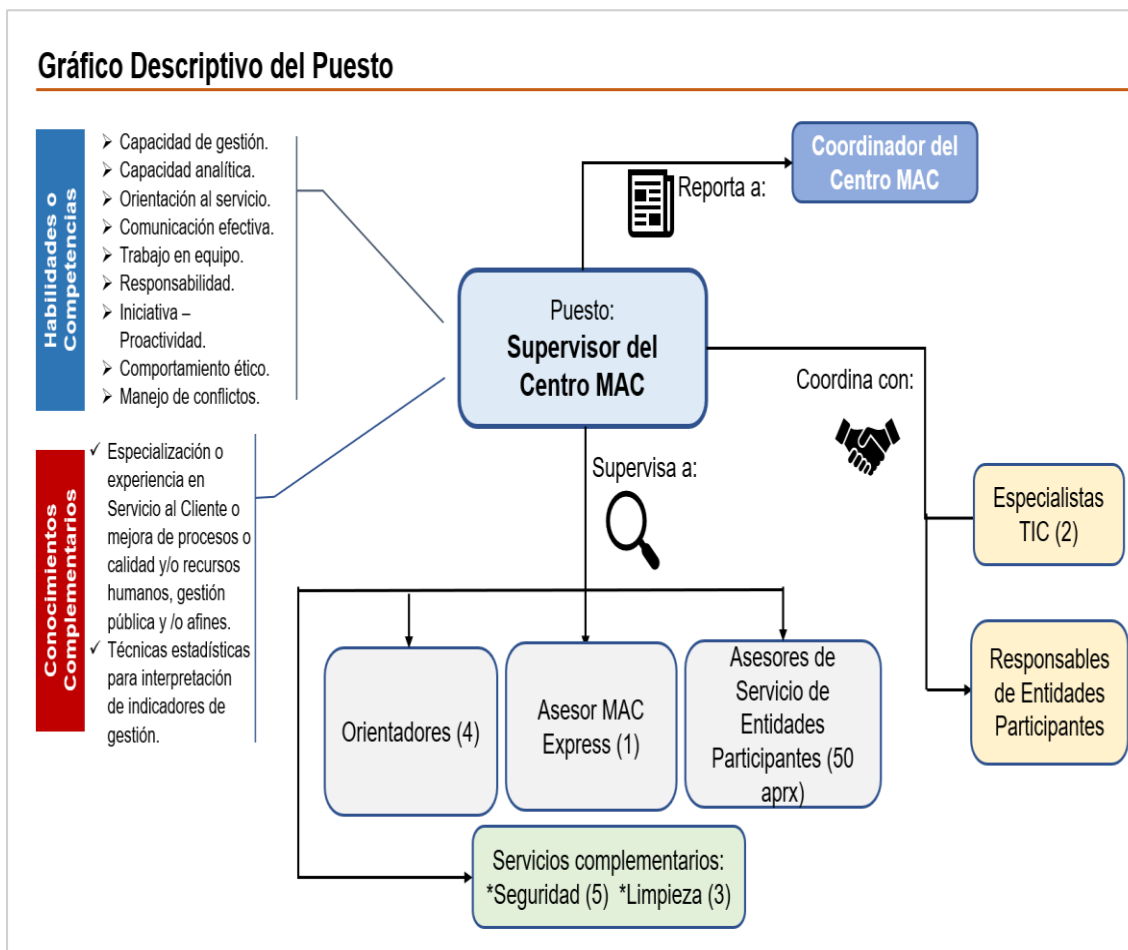 Gráfico Descriptivo del Puesto
Habilidades o
Competencias
➢ Capacidad de gestión.
➢ Capacidad analítica.
➢ Orientación al servicio.
➢ Comunicación efectiva.
➢ Trabajo en equipo.
➢ Responsabilidad.
➢ Iniciativa –
Proactividad.
➢ Comportamiento ético.
➢ Manejo de conflictos.
Conocimientos
Complementarios
✓ Especialización o
experiencia en
Servicio al Cliente o
mejora de procesos o
calidad y/o recursos
humanos, gestión
pública y /o afines.
✓ Técnicas estadísticas
para interpretación
de indicadores de
gestión.
Reporta a:
Coordinador del
Centro MAC
Puesto:
Supervisor del
Centro MAC
Coordina con:
Especialistas
TIC (2)
Responsables
de Entidades
Participantes
Supervisa a:
Orientadores (4)
Asesor MAC
Express (1)
Asesores de
Servicio de
Entidades
Participantes (50
aprx)
Servicios complementarios:
*Seguridad (5) *Limpieza (3)